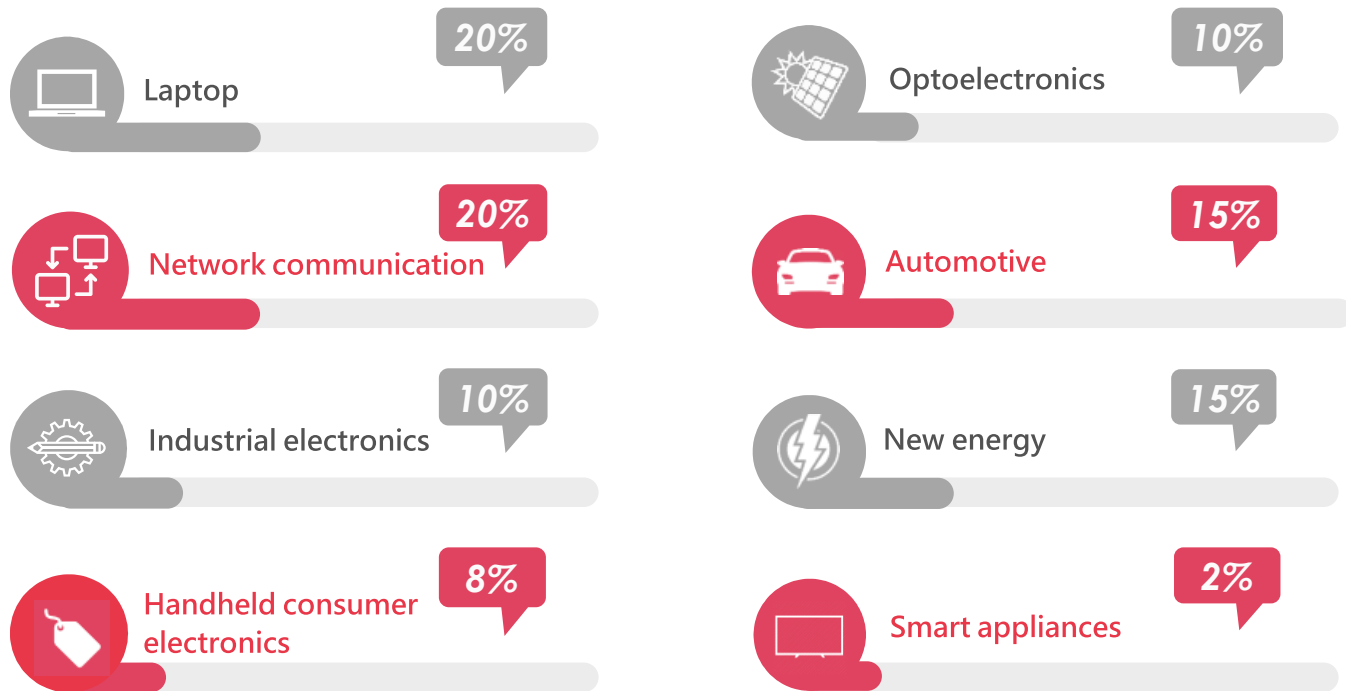 20%
Laptop
10%
Optoelectronics
20%
Network communication
15%
Automotive
10%
Industrial electronics
15%
New energy
8%
Handheld consumer
electronics
2%
Smart appliances